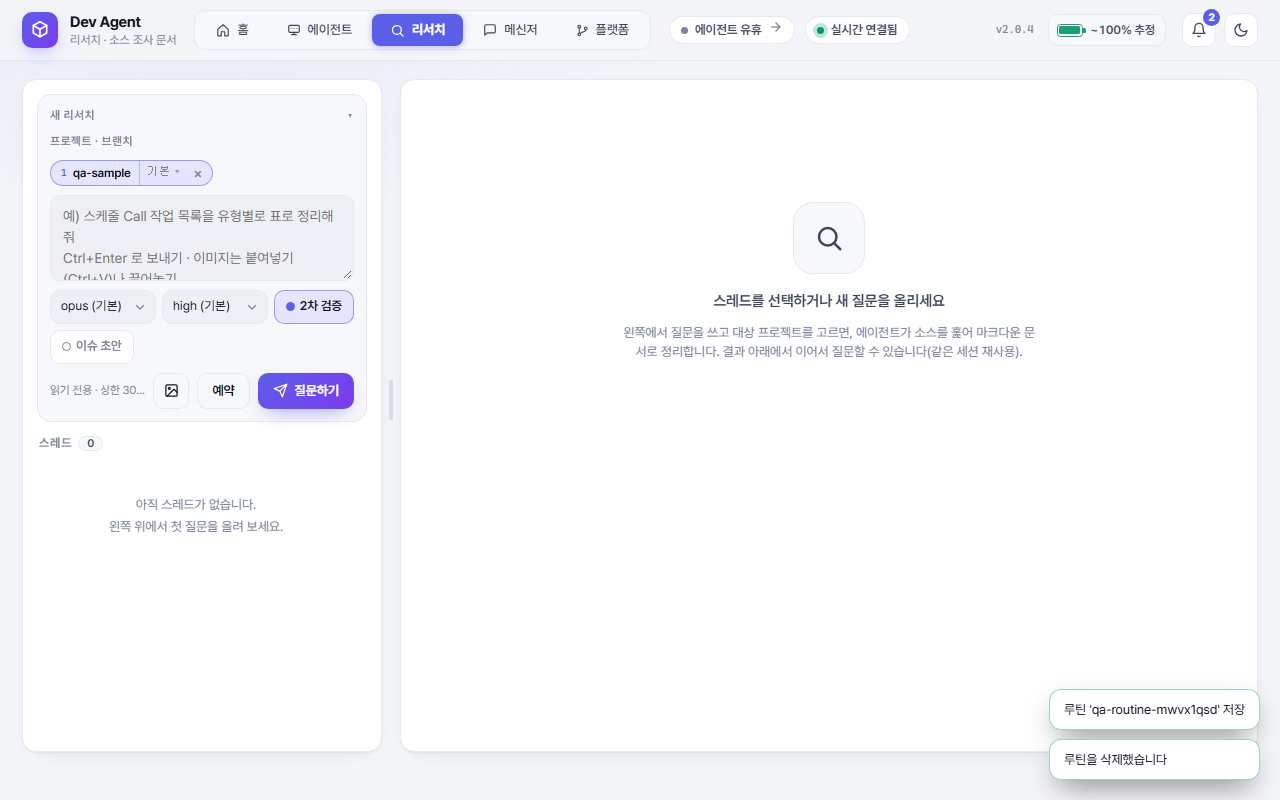 Dev Agent
리서치 · 소스 조사 문서
홈
에이전트
리서치
메신저
플랫폼
에이전트 유휴 →
실시간 연결됨
v2.0.4
~100% 추정
2
새 리서치
프로젝트 · 브랜치
1 qa-sample 기본 ×
예) 스케줄 Call 작업 목록을 유형별로 표로 정리해
줘
Ctrl+Enter 로 보내기 · 이미지는 붙여넣기
(Ctrl+V)나 끌어놓기
opus (기본)
high (기본)
2차 검증
이슈 초안
읽기 전용 · 상한 30...
예약
질문하기
스레드 0
아직 스레드가 없습니다.
왼쪽 위에서 첫 질문을 올려 보세요.
스레드를 선택하거나 새 질문을 올리세요
왼쪽에서 질문을 쓰고 대상 프로젝트를 고르면, 에이전트가 소스를 훑어 마크다운 문
서로 정리합니다. 결과 아래에서 이어서 질문할 수 있습니다(같은 세션 재사용).
루틴 'qa-routine-mwvx1qsd' 저장
루틴을 삭제했습니다